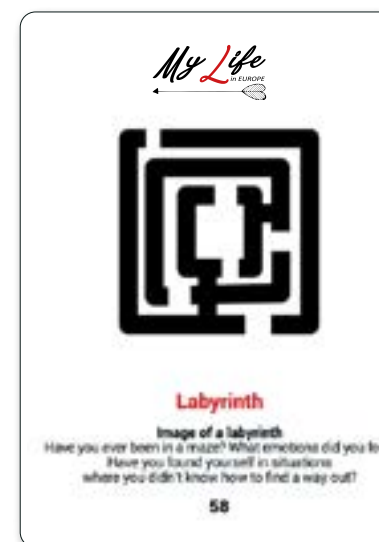 My Life
in EUROPE
Labyrinth
Image of a labyrinth
Have you ever been in a maze? What emotions did you
Have you found yourself in situations
where you didn't know how to find a way out?
58